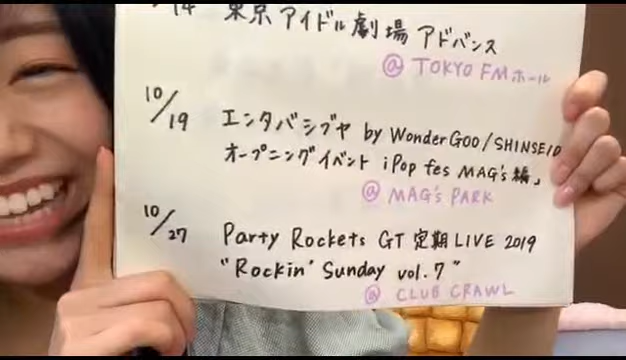 /14 東京アイドル劇場 アドバンス
@ TOKYO FMホール
10/19 エンタバシブヤ by WonderGOO/SHINSEIDO
オープニングイベント iPop fes MAG's 編」
@ MAG's PARK
10/27 Party Rockets GT 定期 LIVE 2019
"Rockin' Sunday vol.7"
@ CLUB CRAWL